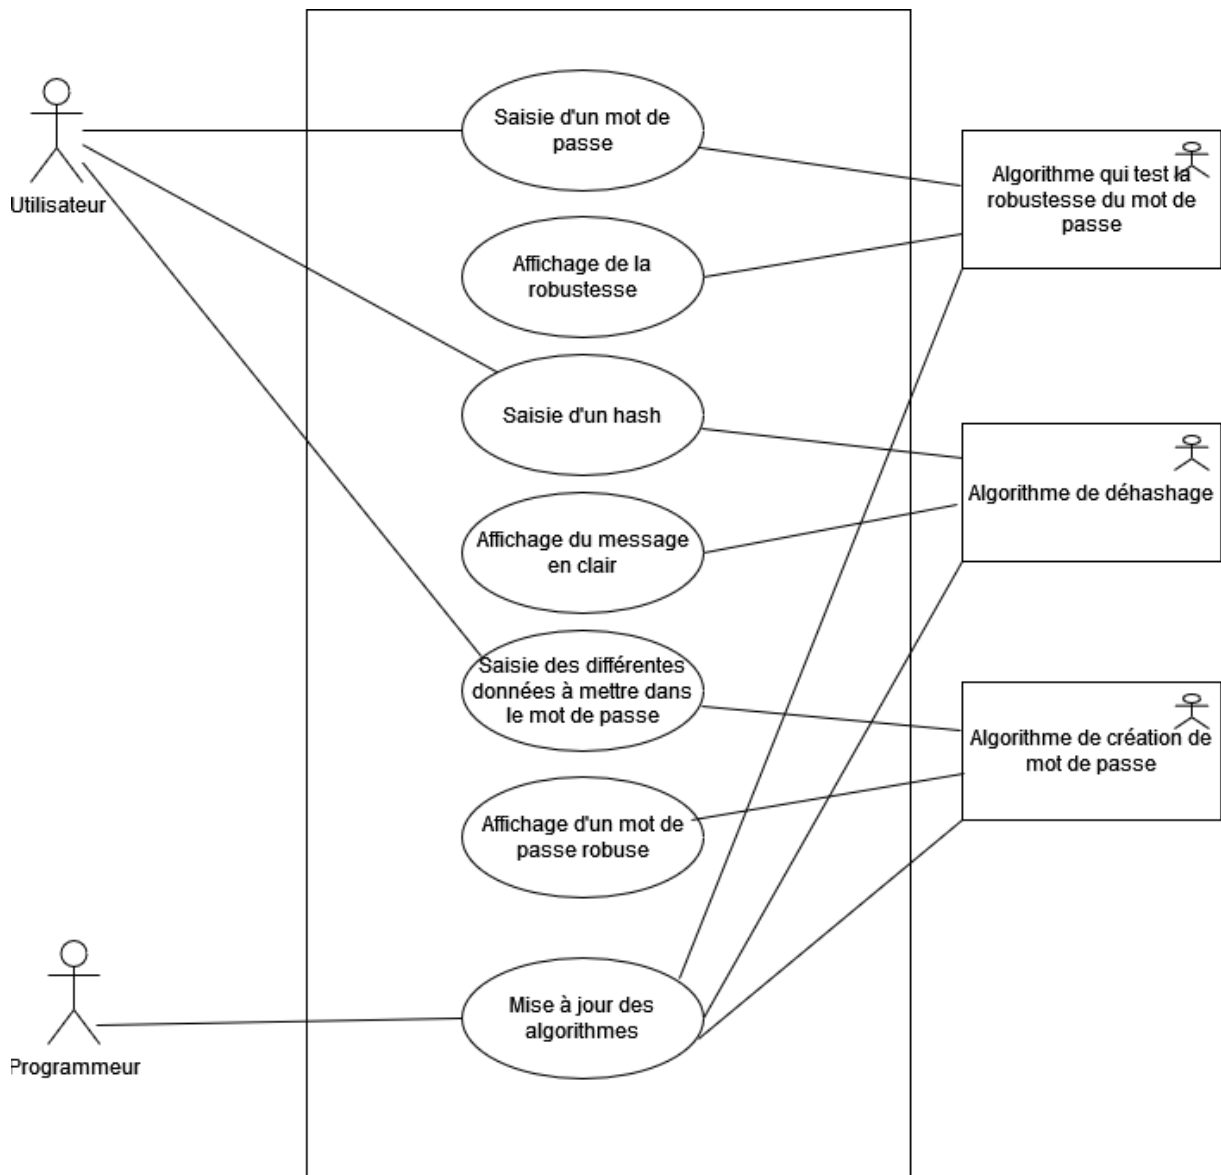 Saisie d'un mot de
passe
Utilisateur
Algorithme qui test la
robustesse du mot de
passe
Affichage de la
robustesse
Saisie d'un hash
Algorithme de déhashage
Affichage du message
en clair
Saisie des différentes
données à mettre dans
le mot de passe
Algorithme de création de
mot de passe
Affichage d'un mot de
passe robuse
Mise à jour des
algorithmes
Programmeur